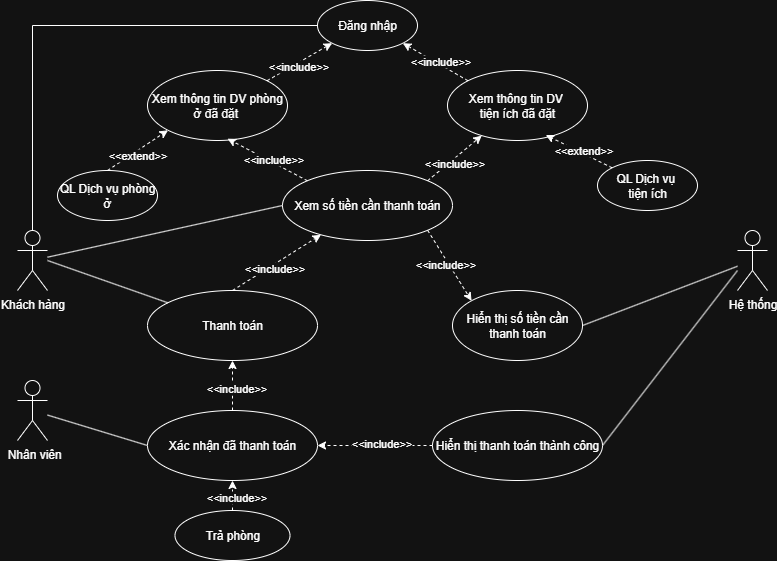 Đăng nhập
<<include>>
<<include>>
Xem thông tin DV phòng
ở đã đặt
Xem thông tin DV
tiện ích đã đặt
<<extend>>
<<include>>
<<include>>
<<extend>>
QL Dịch vụ phòng
ở
QL Dịch vụ
tiện ích
Xem số tiền cần thanh toán
<<include>>
<<include>>
Khách hàng
Hệ thống
Thanh toán
Hiển thị số tiền cần
thanh toán
<<include>>
Nhân viên
Xác nhận đã thanh toán
<<include>>
Hiển thị thanh toán thành công
<<include>>
Trả phòng